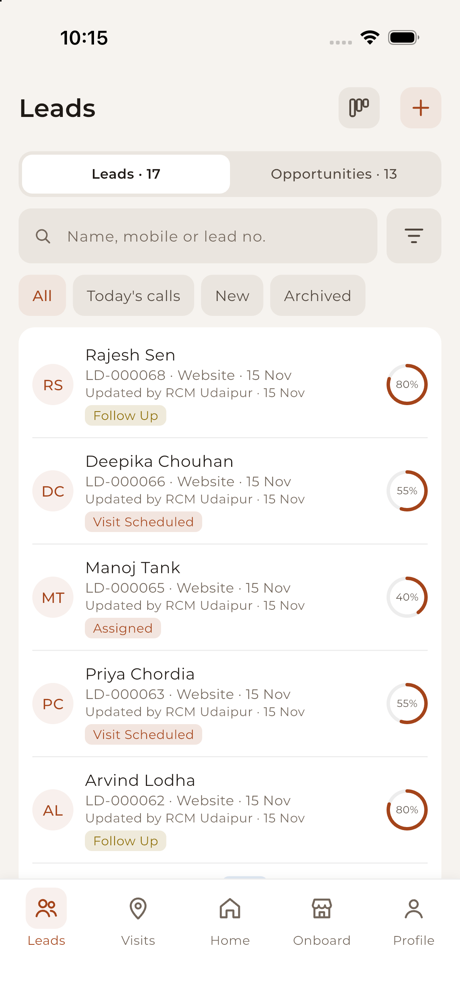 10:15
Leads
Leads · 17
Opportunities · 13
Name, mobile or lead no.
All
Today's calls
New
Archived
RS
Rajesh Sen
LD-000068 · Website · 15 Nov
Updated by RCM Udaipur · 15 Nov
Follow Up
80%
DC
Deepika Chouhan
LD-000066 · Website · 15 Nov
Updated by RCM Udaipur · 15 Nov
Visit Scheduled
55%
MT
Manoj Tank
LD-000065 · Website · 15 Nov
Updated by RCM Udaipur · 15 Nov
Assigned
40%
PC
Priya Chordia
LD-000063 · Website · 15 Nov
Updated by RCM Udaipur · 15 Nov
Visit Scheduled
55%
AL
Arvind Lodha
LD-000062 · Website · 15 Nov
Updated by RCM Udaipur · 15 Nov
Follow Up
80%
Leads
Visits
Home
Onboard
Profile